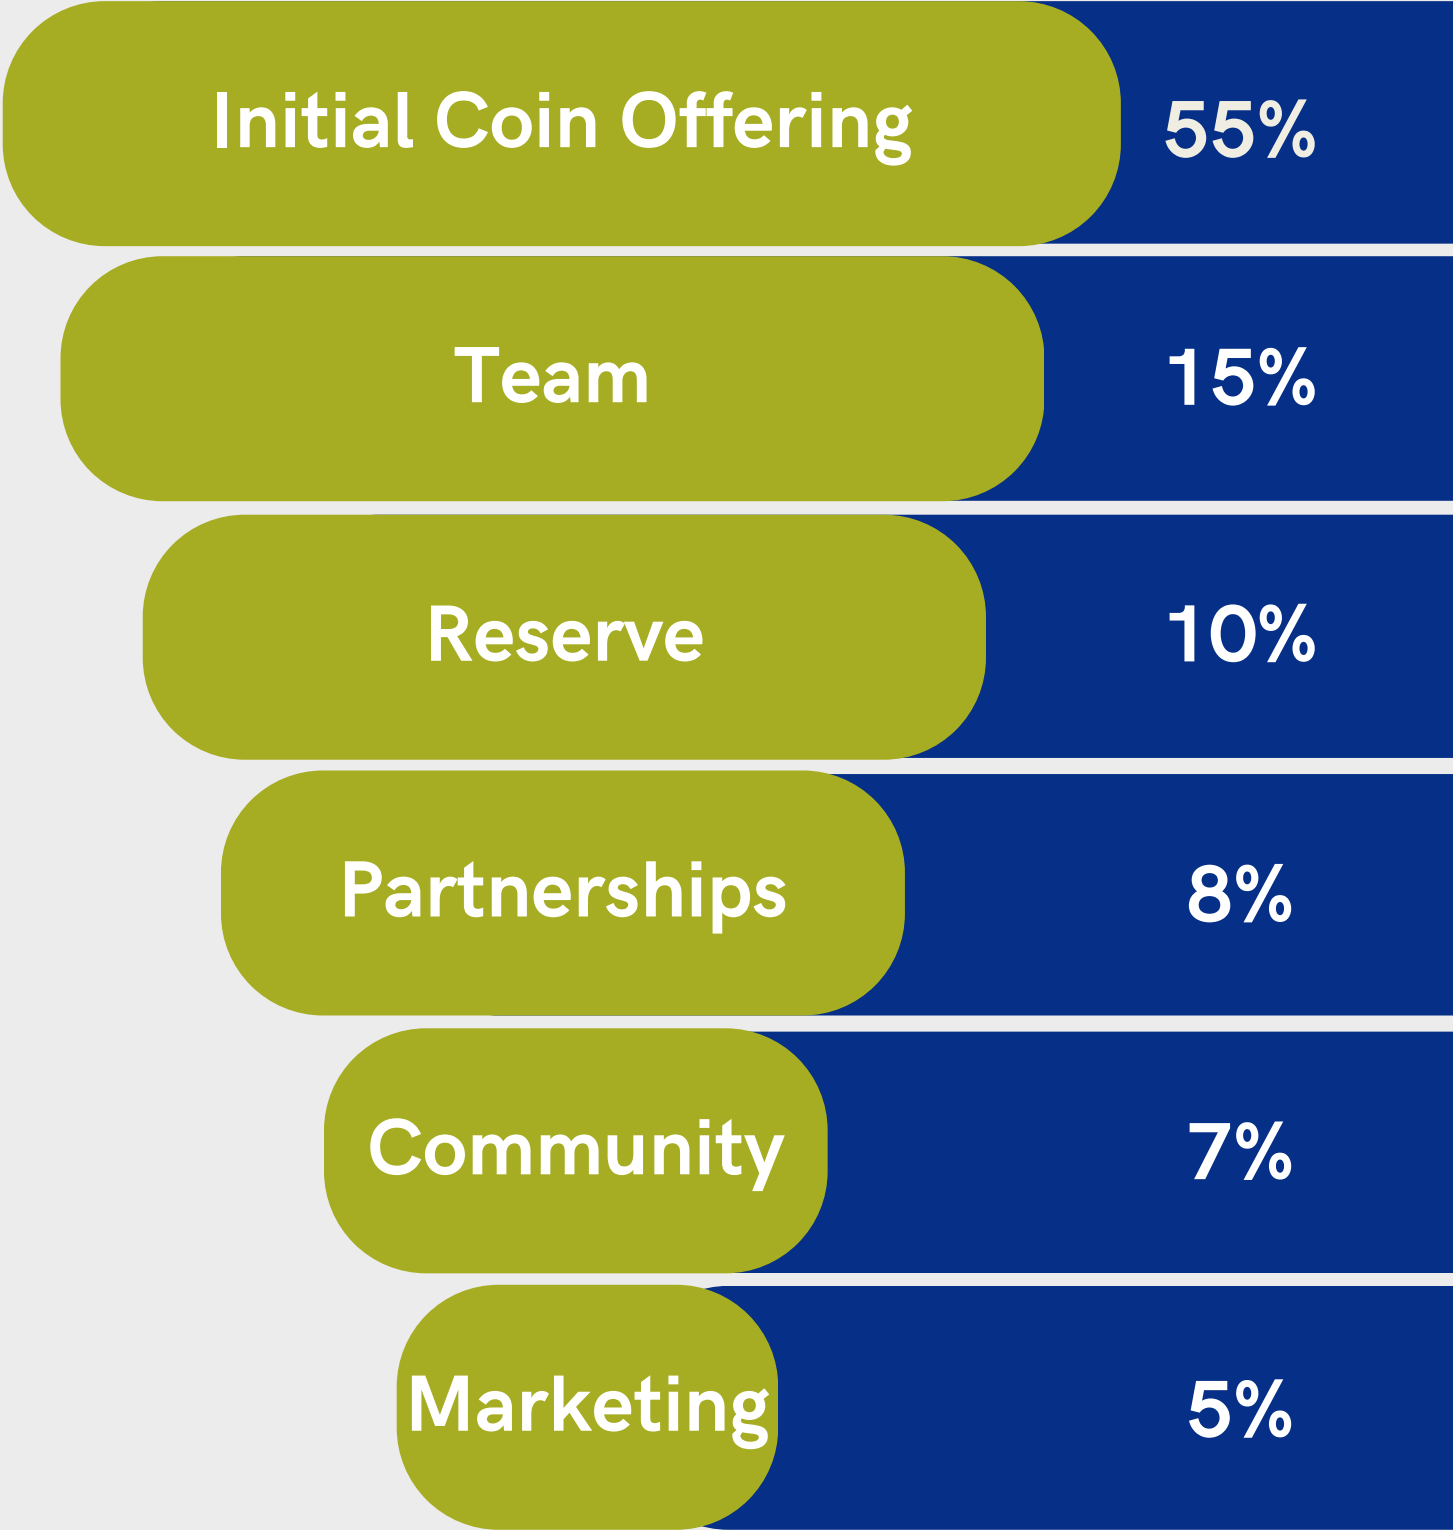 Initial Coin Offering 55%
Team 15%
Reserve 10%
Partnerships 8%
Community 7%
Marketing 5%